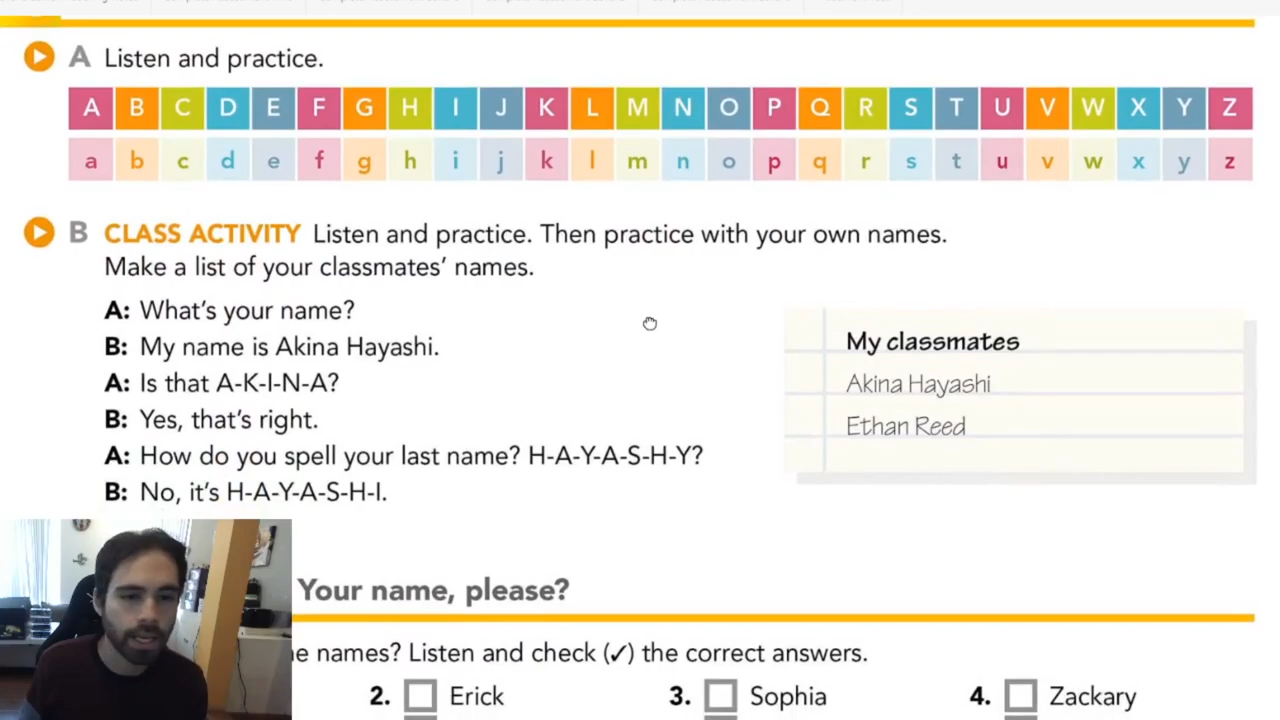 A Listen and practice.
A B C D E F G H I J K L M N O P Q R S T U V W X Y Z
a b c d e f g h i j k l m n o p q r s t u v w x y z
B CLASS ACTIVITY Listen and practice. Then practice with your own names.
Make a list of your classmates' names.
A: What's your name?
B: My name is Akina Hayashi.
A: Is that A-K-I-N-A?
B: Yes, that's right.
A: How do you spell your last name? H-A-Y-A-S-H-Y?
B: No, it's H-A-Y-A-S-H-I.
My classmates
Akina Hayashi
Ethan Reed
Your name, please?
names? Listen and check (✓) the correct answers.
2. Erick 3. Sophia 4. Zackary